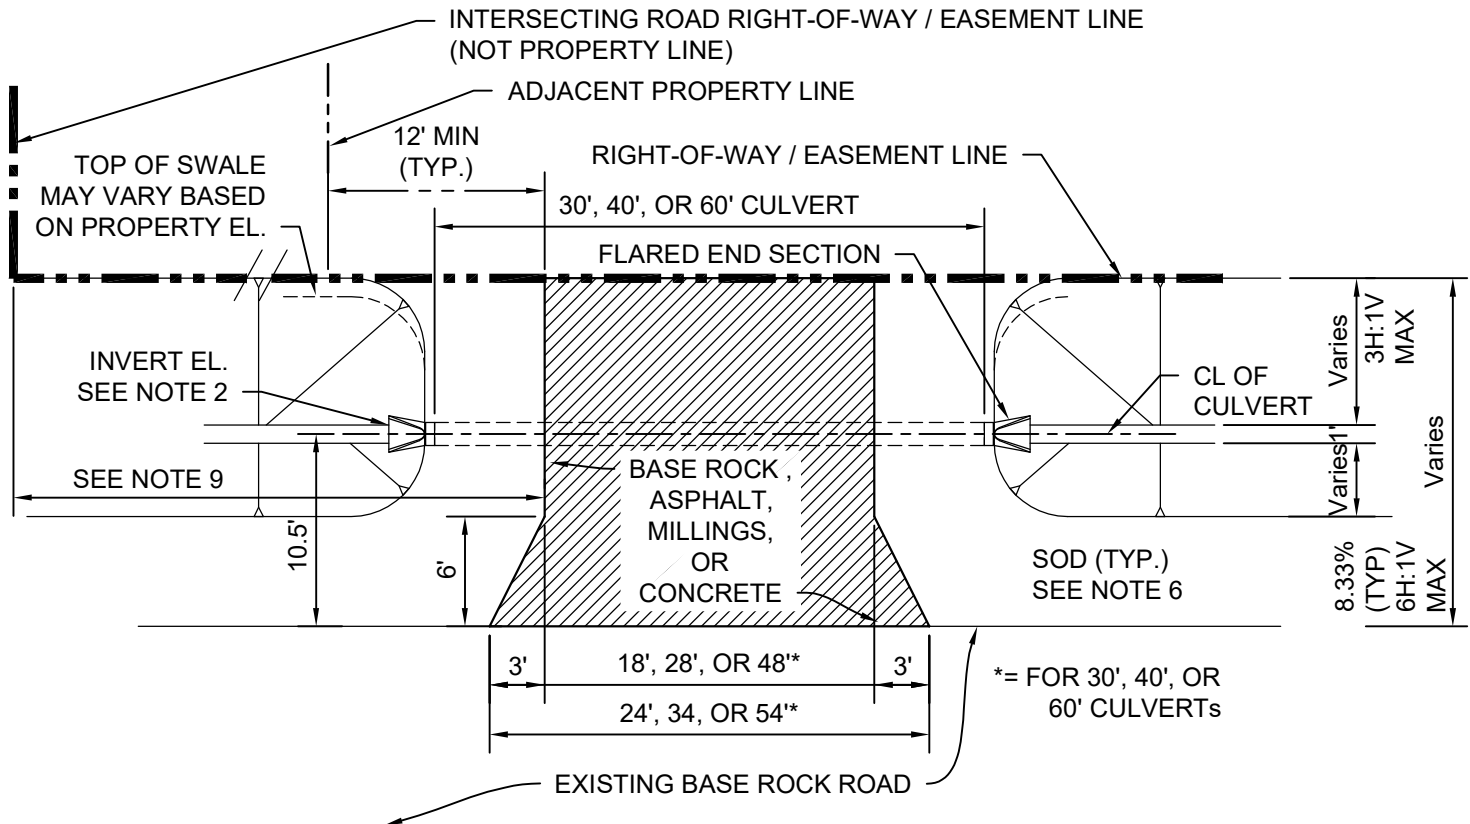 INTERSECTING ROAD RIGHT-OF-WAY / EASEMENT LINE
(NOT PROPERTY LINE)
ADJACENT PROPERTY LINE
12' MIN
(TYP.)
RIGHT-OF-WAY / EASEMENT LINE
TOP OF SWALE
MAY VARY BASED
ON PROPERTY EL.
30', 40', OR 60' CULVERT
FLARED END SECTION
INVERT EL.
SEE NOTE 2
CL OF
CULVERT
Varies
3H:1V
MAX
1'
Varies
Varies
SEE NOTE 9
BASE ROCK ,
ASPHALT,
MILLINGS,
OR
CONCRETE
10.5'
6'
SOD (TYP.)
SEE NOTE 6
8.33%
(TYP)
6H:1V
MAX
3'
18', 28', OR 48'*
3'
24', 34, OR 54'*
*= FOR 30', 40', OR
60' CULVERTs
EXISTING BASE ROCK ROAD